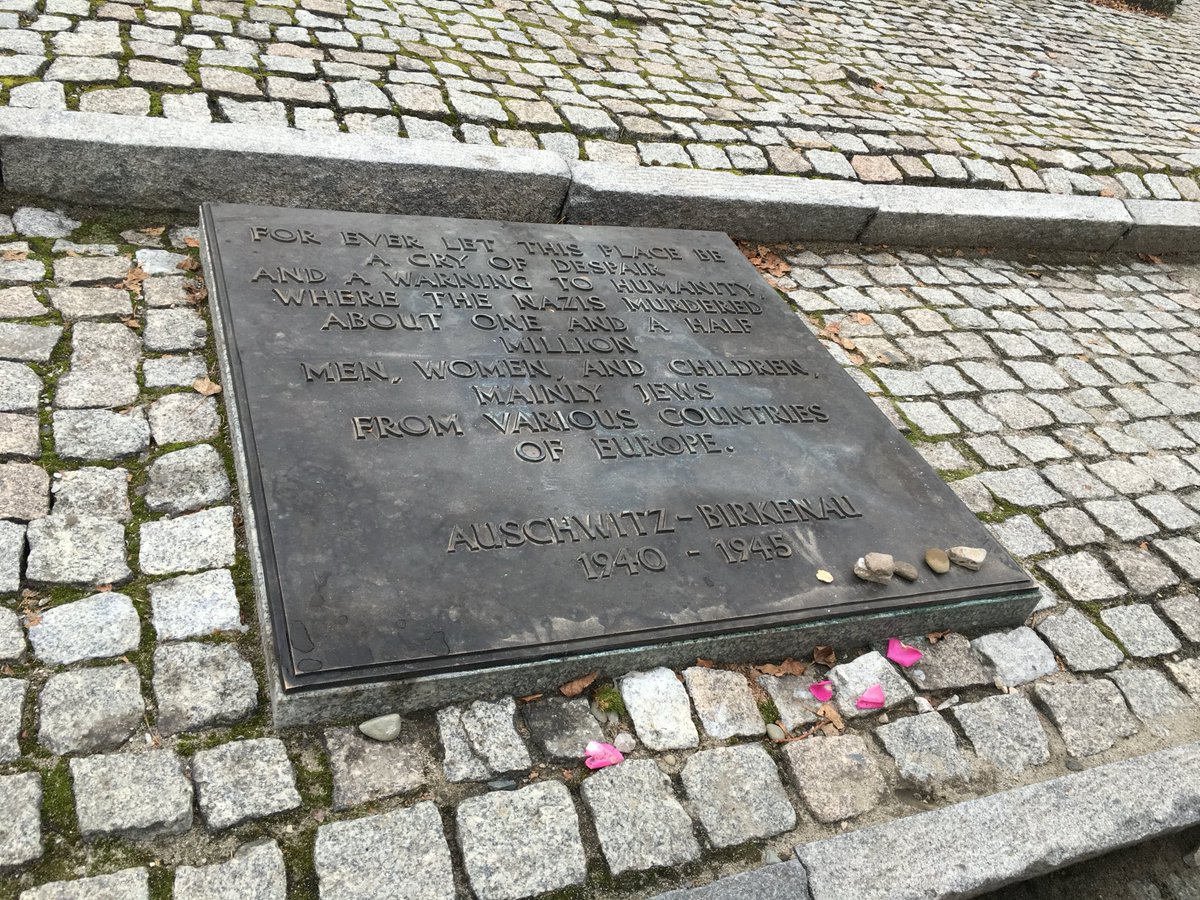 FOR EVER LET THIS PLACE BE
A CRY OF DESPAIR
AND A WARNING TO HUMANITY,
WHERE THE NAZIS MURDERED
ABOUT ONE AND A HALF
MILLION
MEN, WOMEN, AND CHILDREN,
MAINLY JEWS
FROM VARIOUS COUNTRIES
OF EUROPE.
AUSCHWITZ-BIRKENAU
1940 - 1945